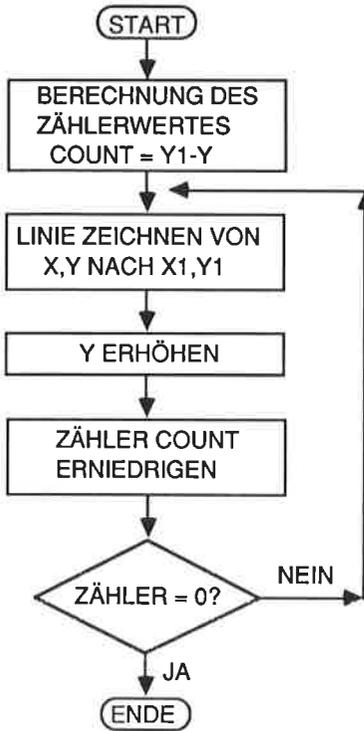 START
BERECHNUNG DES
ZÄHLERWERTES
COUNT = Y1-Y
LINIE ZEICHNEN VON
X,Y NACH X1,Y1
Y ERHÖHEN
ZÄHLER COUNT
ERNIEDRIGEN
ZÄHLER = 0?
NEIN
JA
ENDE